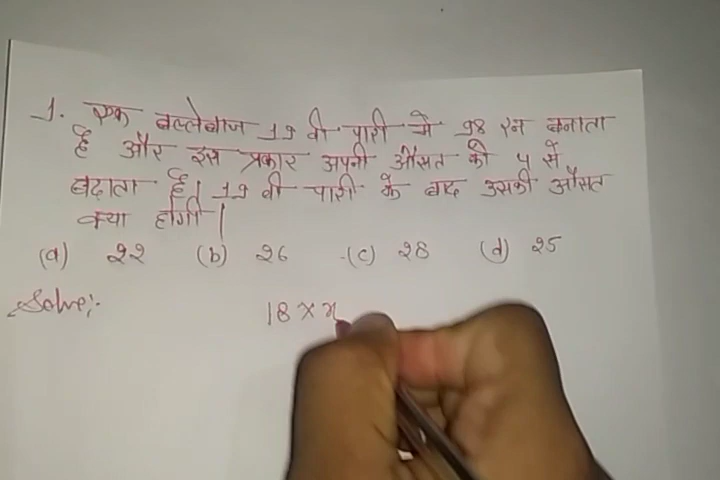 1. एक बल्लेबाज 19 वी पारी मे 98 रन बनाता
है और इस प्रकार अपनी औसत को 4 से
बढाता है। 19 वी पारी के बाद उसकी औसत
क्या होगी।
(a) 22 (b) 26 (c) 28 (d) 25
Solve:-
18 × x